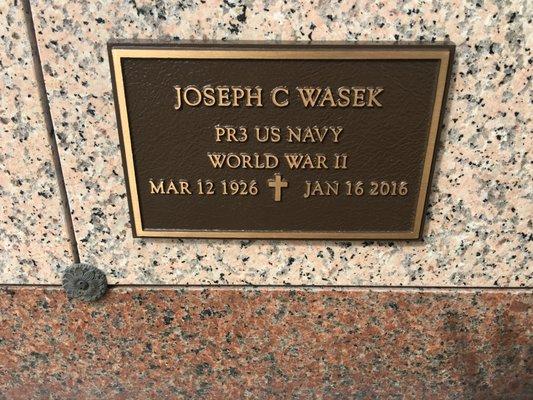 JOSEPH C WASEK
PR3 US NAVY
WORLD WAR II
MAR 12 1926 JAN 16 2016